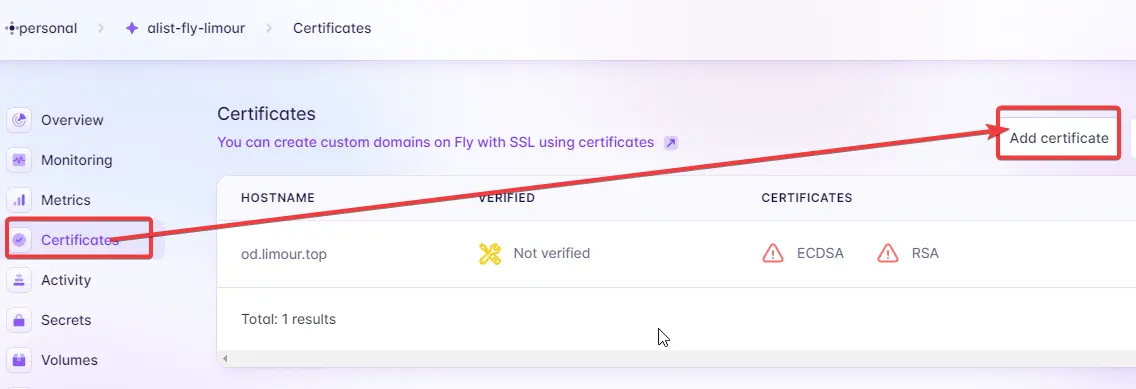 personal > alist-fly-limour > Certificates
Overview
Monitoring
Metrics
Certificates
Activity
Secrets
Volumes
Certificates
You can create custom domains on Fly with SSL using certificates
Add certificate
HOSTNAME VERIFIED CERTIFICATES
od.limour.top Not verified ECDSA RSA
Total: 1 results